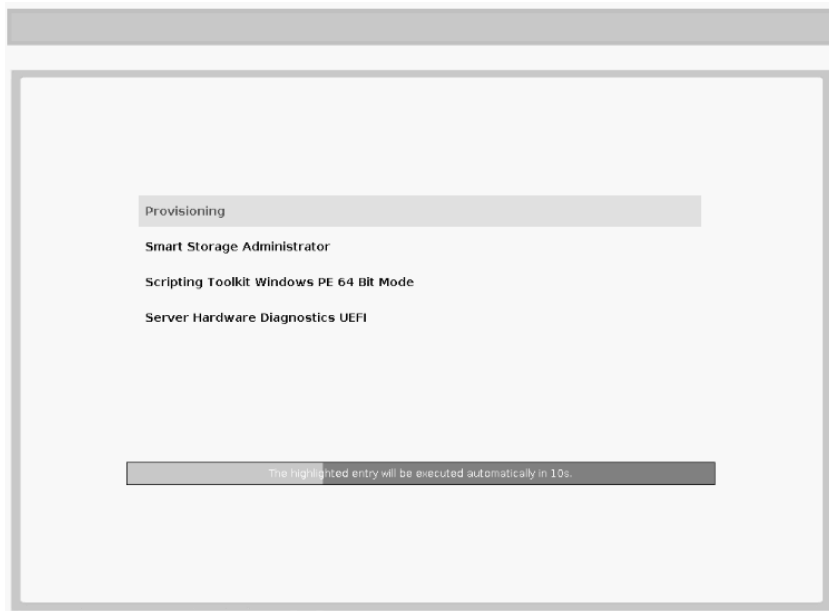 Provisioning
Smart Storage Administrator
Scripting Toolkit Windows PE 64 Bit Mode
Server Hardware Diagnostics UEFI
The highlighted entry will be executed automatically in 10s.